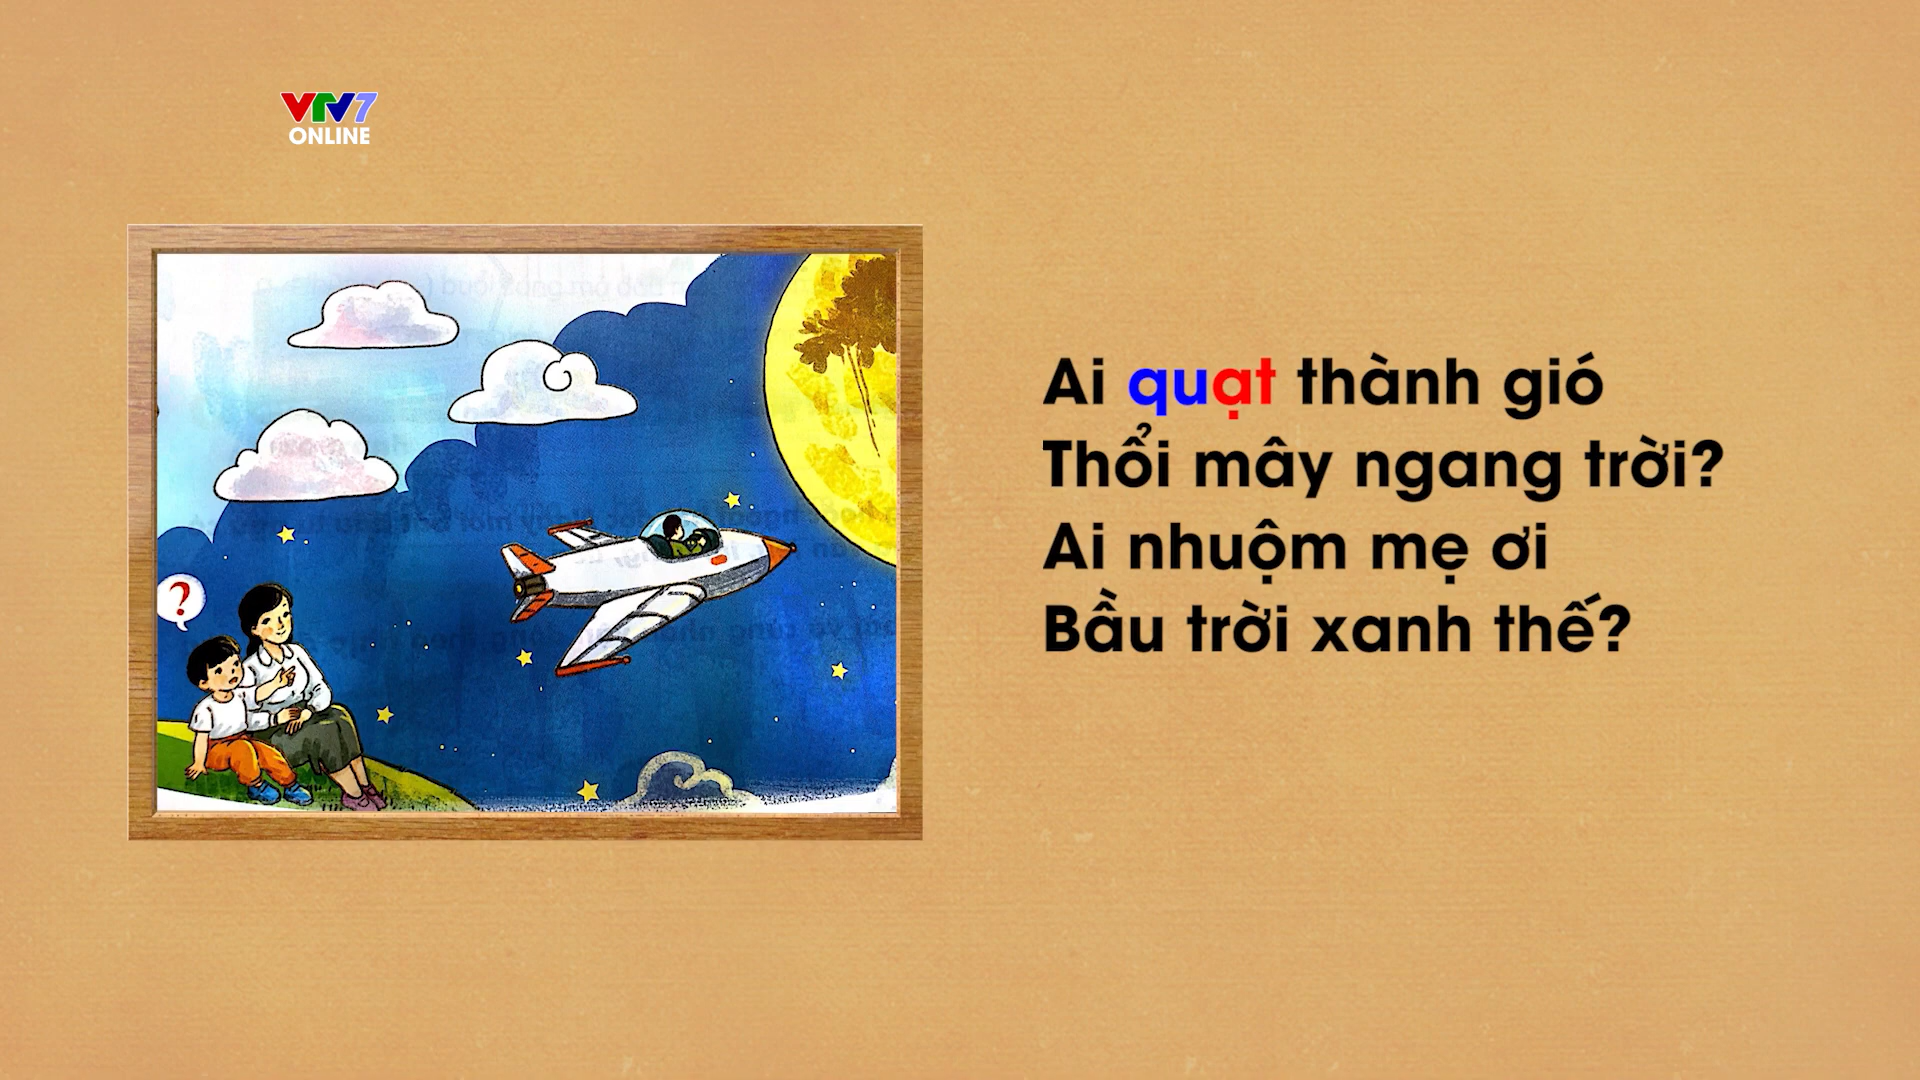 VTV7
ONLINE
?
Ai quạt thành gió
Thổi mây ngang trời?
Ai nhuộm mẹ ơi
Bầu trời xanh thế?